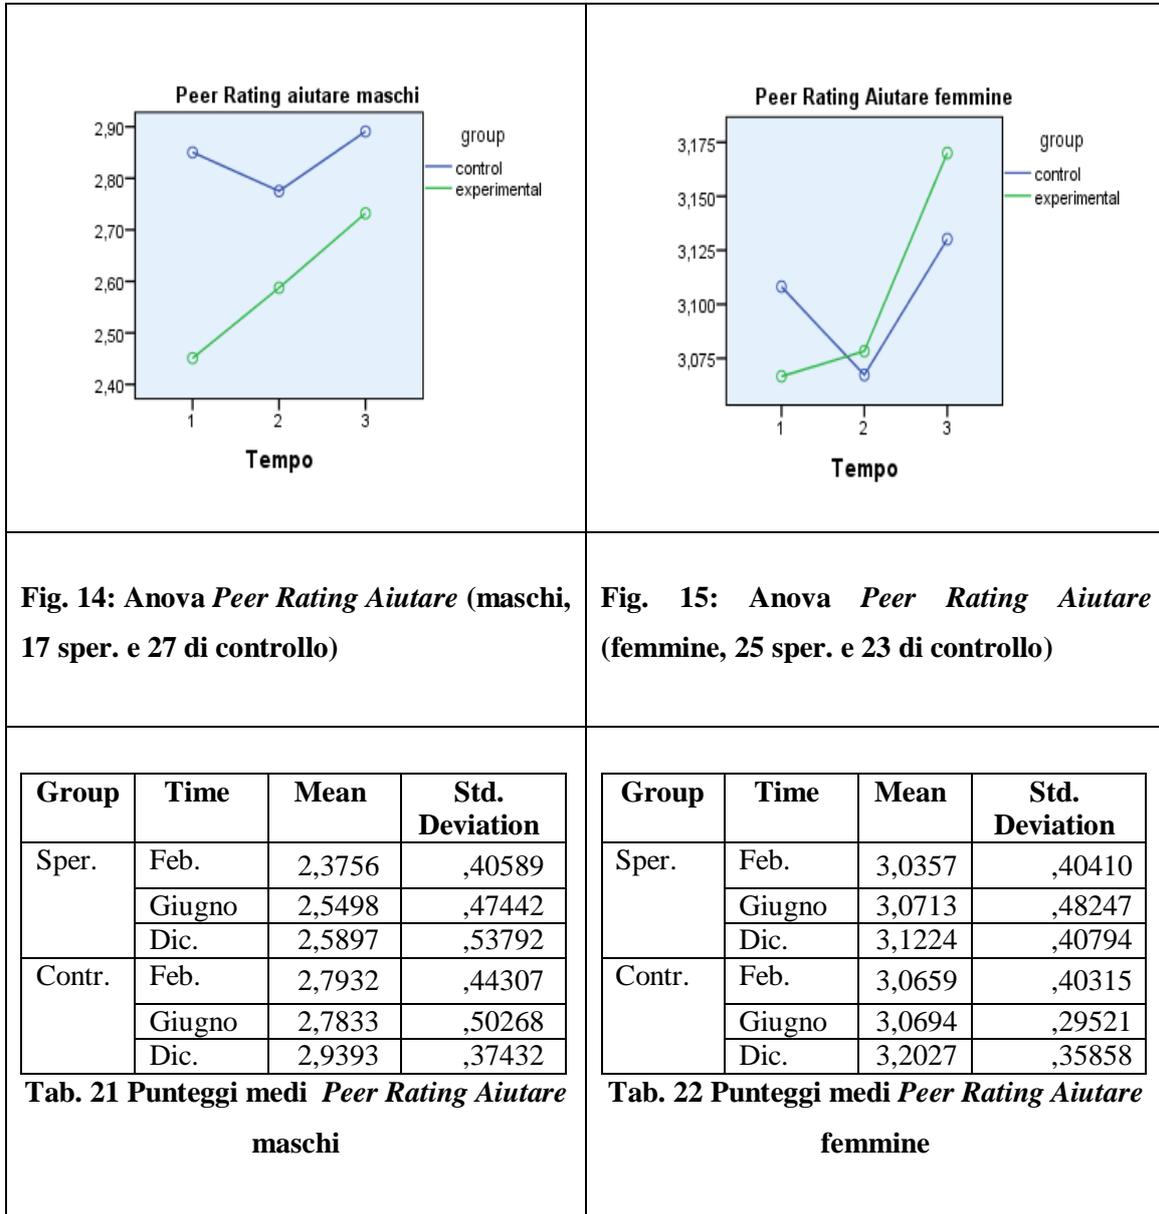 Peer Rating aiutare maschi
2,90
2,80
2,70
2,60
2,50
2,40
1 2 3
Tempo
group
control
experimental
Peer Rating Aiutare femmine
3,175
3,150
3,125
3,100
3,075
1 2 3
Tempo
group
control
experimental
Fig. 14: Anova Peer Rating Aiutare (maschi,
17 sper. e 27 di controllo)
Fig. 15: Anova Peer Rating Aiutare
(femmine, 25 sper. e 23 di controllo)
Group Time Mean Std.
Deviation
Sper. Feb. 2,3756 ,40589
Giugno 2,5498 ,47442
Dic. 2,5897 ,53792
Contr. Feb. 2,7932 ,44307
Giugno 2,7833 ,50268
Dic. 2,9393 ,37432
Tab. 21 Punteggi medi Peer Rating Aiutare
maschi
Group Time Mean Std.
Deviation
Sper. Feb. 3,0357 ,40410
Giugno 3,0713 ,48247
Dic. 3,1224 ,40794
Contr. Feb. 3,0659 ,40315
Giugno 3,0694 ,29521
Dic. 3,2027 ,35858
Tab. 22 Punteggi medi Peer Rating Aiutare
femmine